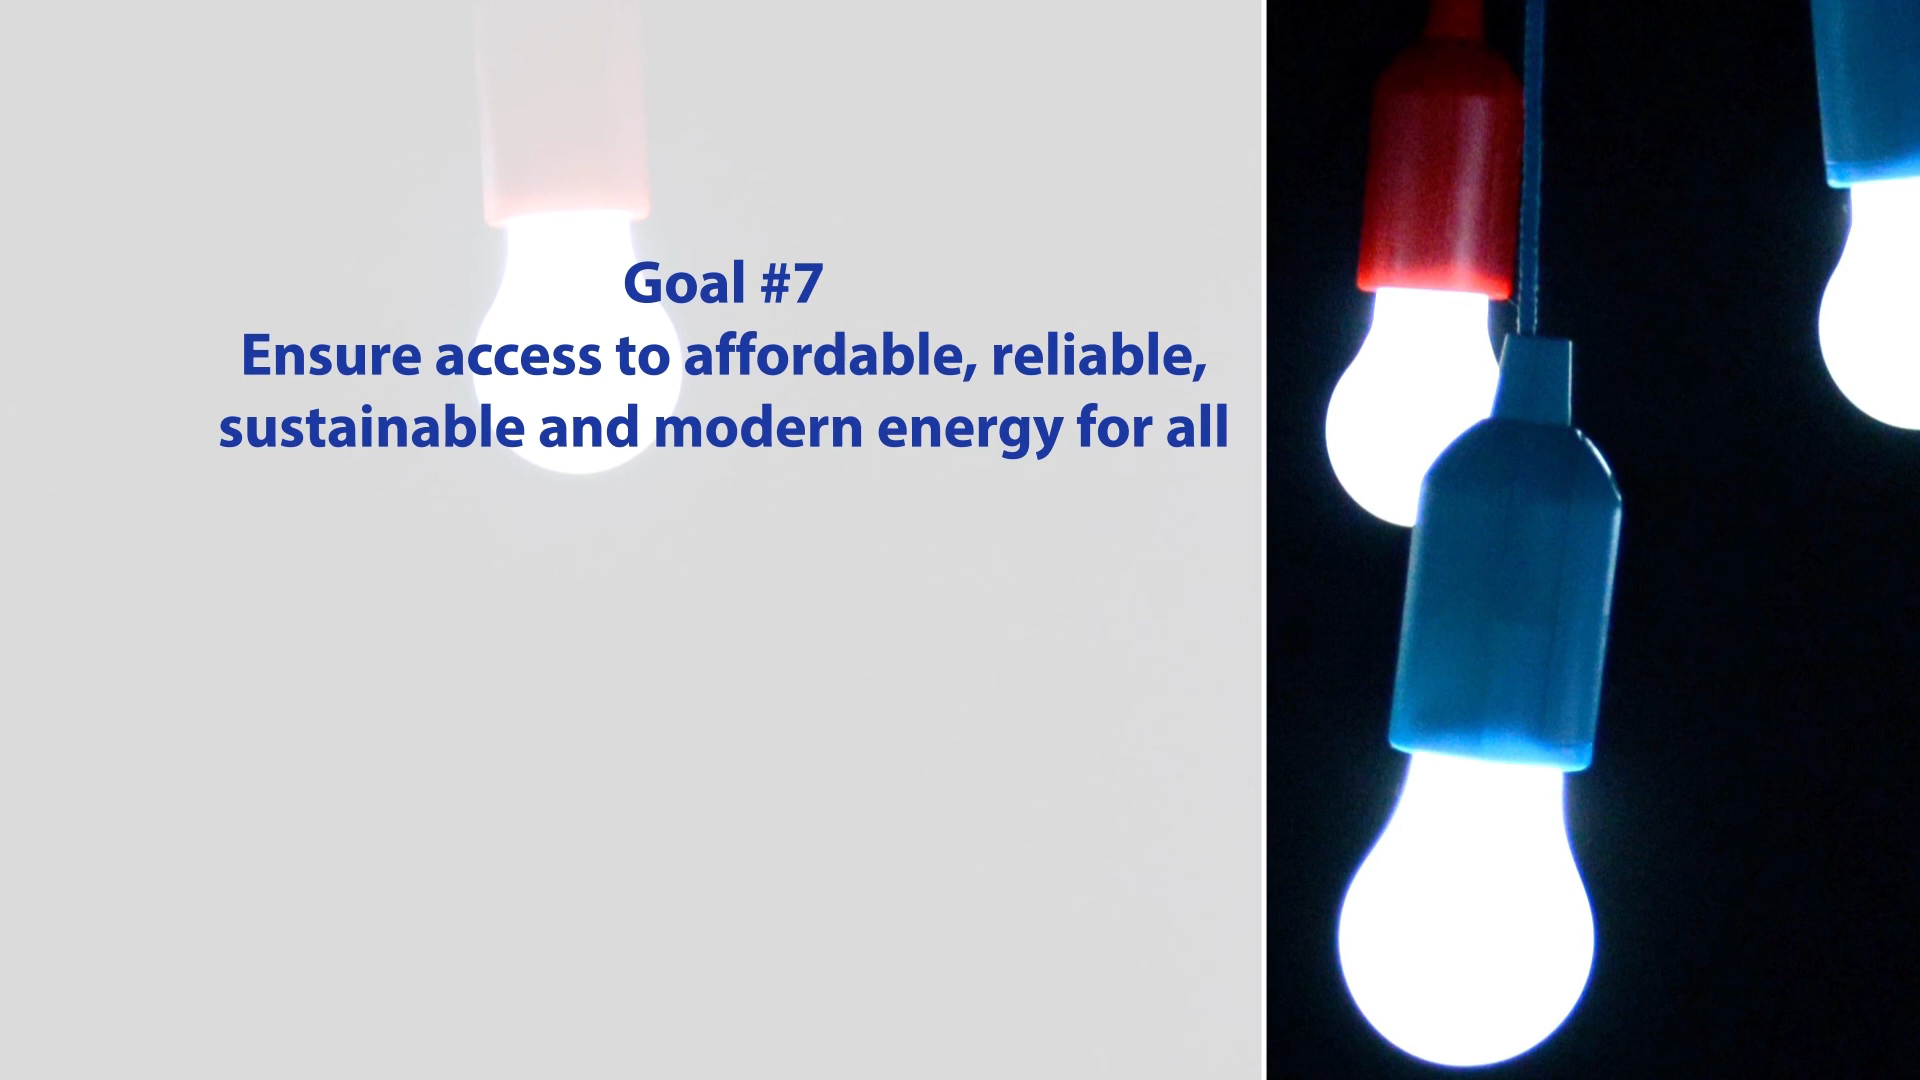 Goal #7
Ensure access to affordable, reliable,
sustainable and modern energy for all